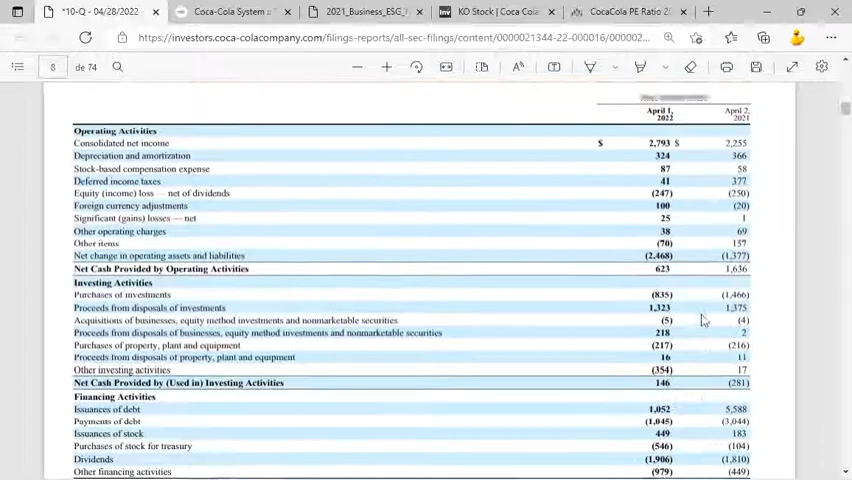 *10-Q - 04/28/2022
Coca-Cola System ::
2021_Business_ESG_
KO Stock | Coca Col
CocaCola PE Ratio 2
https://investors.coca-colacompany.com/filings-reports/all-sec-filings/content/0000021344-22-000016/000002
8 de 74
April 1, 2022 April 2, 2021
Operating Activities
Consolidated net income $ 2,793 $ 2,255
Depreciation and amortization 324 366
Stock-based compensation expense 87 58
Deferred income taxes 41 377
Equity (income) loss — net of dividends (247) (250)
Foreign currency adjustments 100 (20)
Significant (gains) losses — net 25 1
Other operating charges 38 69
Other items (70) 157
Net change in operating assets and liabilities (2,468) (1,377)
Net Cash Provided by Operating Activities 623 1,636
Investing Activities
Purchases of investments (835) (1,466)
Proceeds from disposals of investments 1,323 1,375
Acquisitions of businesses, equity method investments and nonmarketable securities (5) (4)
Proceeds from disposals of businesses, equity method investments and nonmarketable securities 218 2
Purchases of property, plant and equipment (217) (216)
Proceeds from disposals of property, plant and equipment 16 11
Other investing activities (354) 17
Net Cash Provided by (Used in) Investing Activities 146 (281)
Financing Activities
Issuances of debt 1,052 5,588
Payments of debt (1,045) (3,044)
Issuances of stock 449 183
Purchases of stock for treasury (546) (104)
Dividends (1,906) (1,810)
Other financing activities (979) (449)